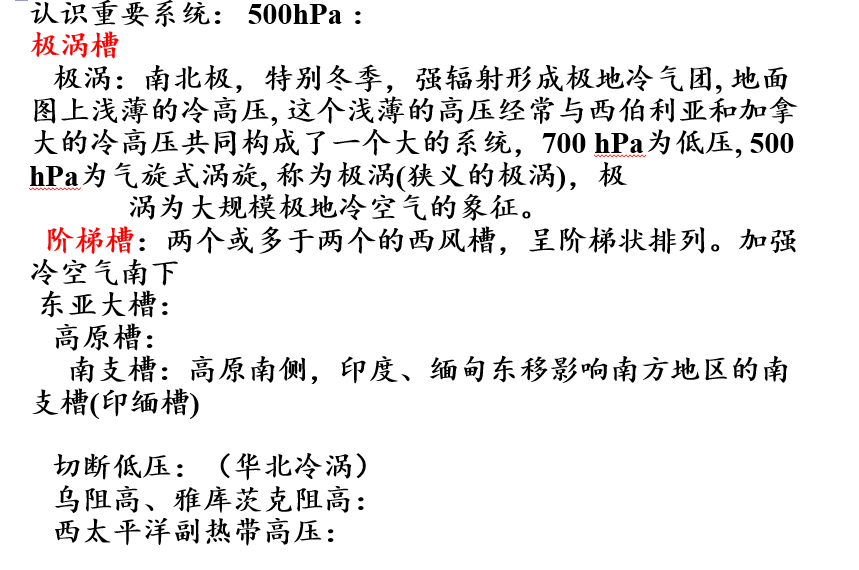 认识重要系统： 500hPa ：
极涡槽
极涡：南北极，特别冬季，强辐射形成极地冷气团, 地面
图上浅薄的冷高压, 这个浅薄的高压经常与西伯利亚和加拿
大的冷高压共同构成了一个大的系统，700 hPa为低压, 500
hPa为气旋式涡旋, 称为极涡(狭义的极涡)，极
涡为大规模极地冷空气的象征。
阶梯槽：两个或多于两个的西风槽，呈阶梯状排列。加强
冷空气南下
东亚大槽：
高原槽：
南支槽：高原南侧，印度、缅甸东移影响南方地区的南
支槽(印缅槽)
切断低压：（华北冷涡）
乌阻高、雅库茨克阻高：
西太平洋副热带高压：